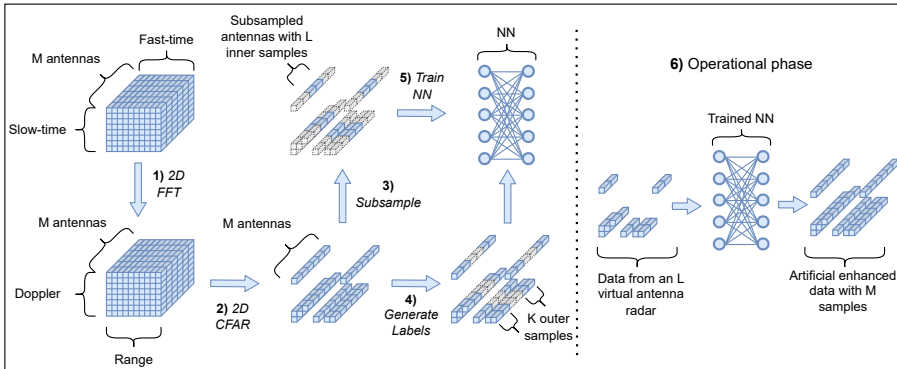 Fast-time
M antennas
Slow-time
1) 2D
FFT
M antennas
Doppler
Range
2) 2D
CFAR
M antennas
Subsampled
antennas with L
inner samples
3)
Subsample
4)
Generate
Labels
K outer
samples
5) Train
NN
NN
6) Operational phase
Trained NN
Data from an L
virtual antenna
radar
Artificial enhanced
data with M
samples